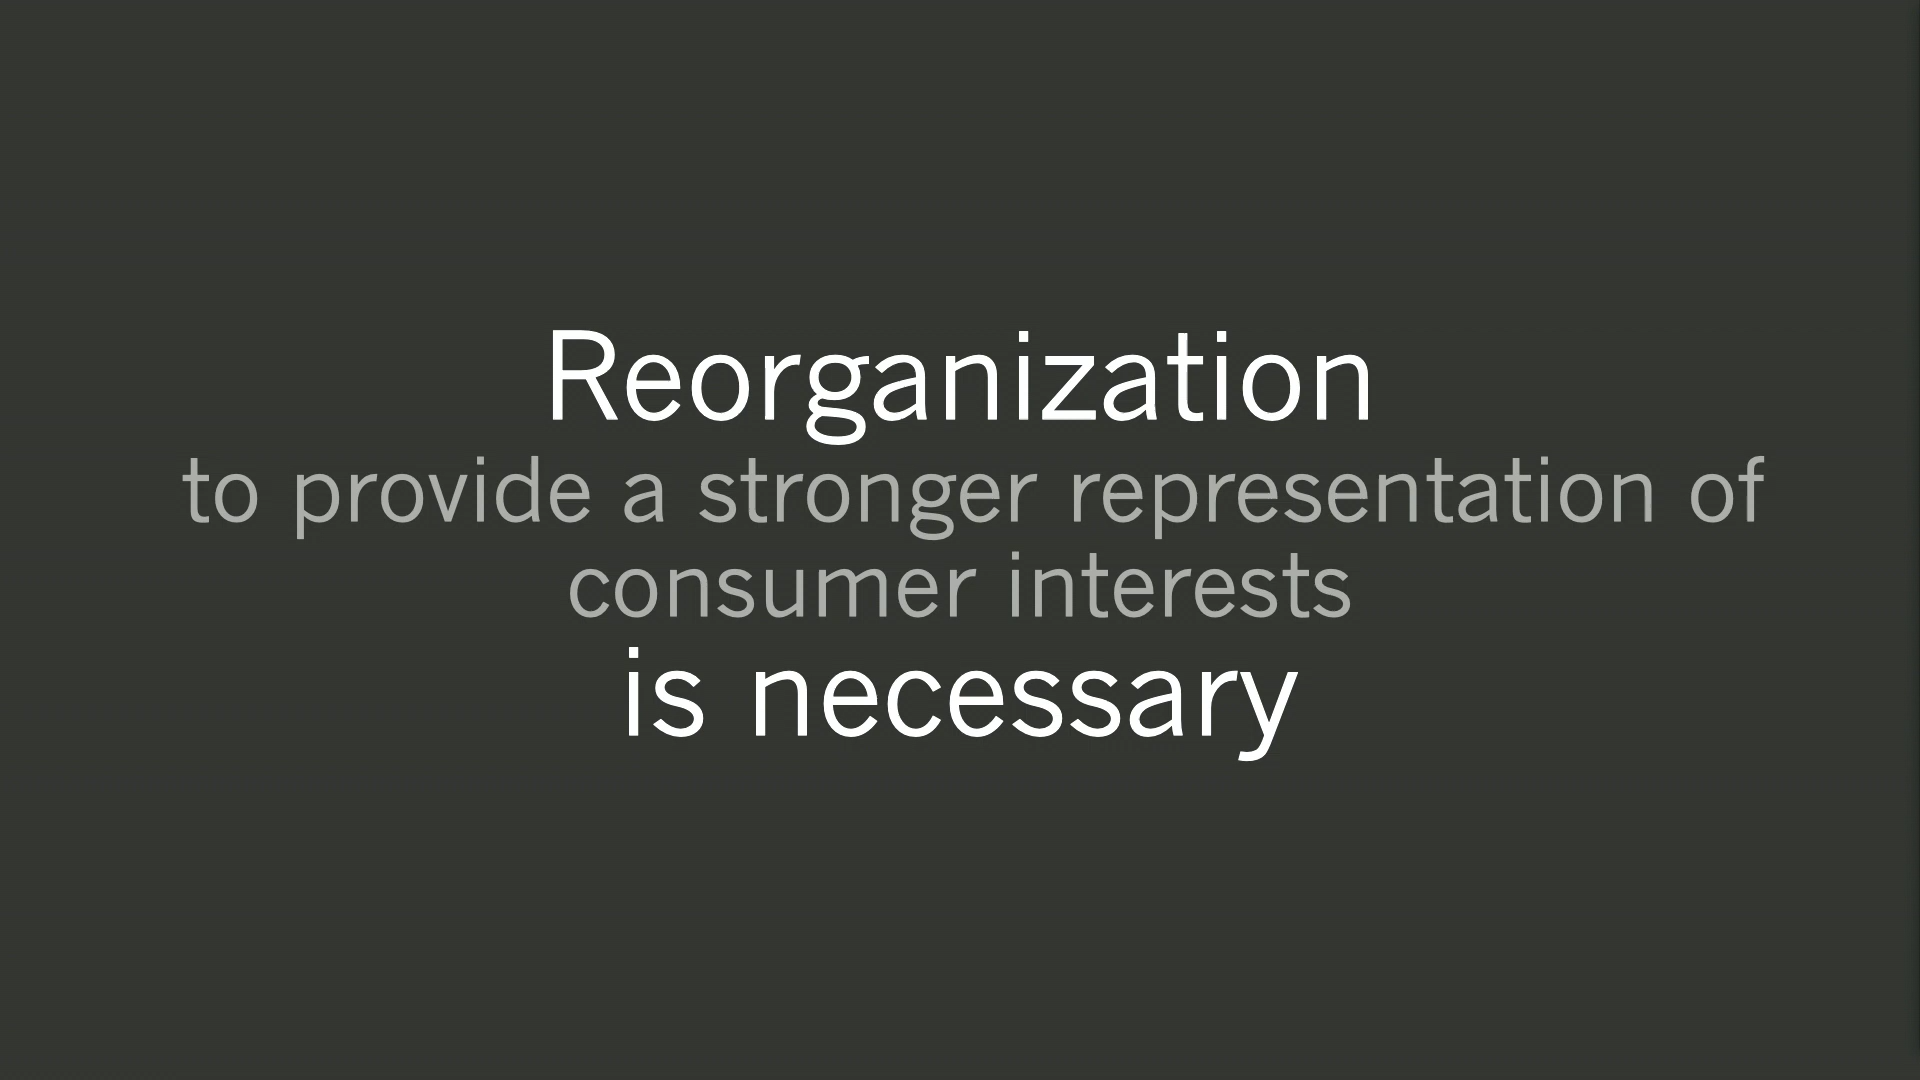 Reorganization
to provide a stronger representation of
consumer interests
is necessary